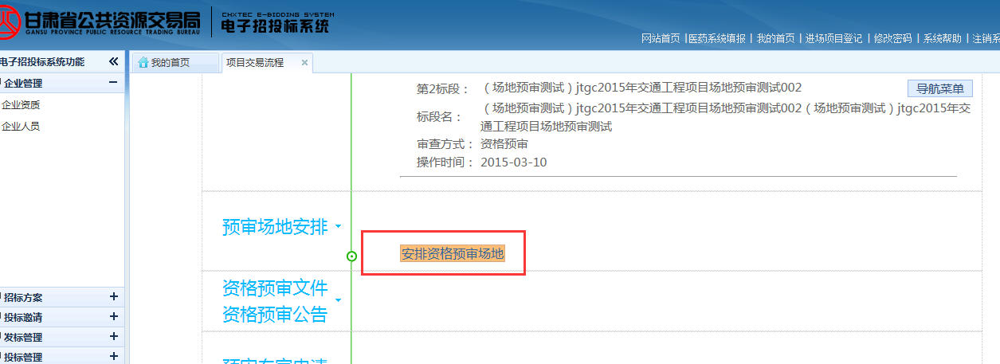 甘肃省公共资源交易局
GANSU PROVINCE PUBLIC RESOURCE TRADING BUREAU
CHXTEC E-BIDDING SYSTEM
电子招投标系统
网站首页 | 医药系统填报 | 我的首页 | 进场项目登记 | 修改密码 | 系统帮助 | 注销系
电子招投标系统功能
我的首页
项目交易流程
企业管理
企业资质
企业人员
招标方案
投标邀请
发标管理
投标管理
第2标段： （场地预审测试）jtgc2015年交通工程项目场地预审测试002
导航菜单
标段名： （场地预审测试）jtgc2015年交通工程项目场地预审测试002（场地预审测试）jtgc2015年交
通工程项目场地预审测试
审查方式： 资格预审
操作时间： 2015-03-10
预审场地安排
安排资格预审场地
资格预审文件
资格预审公告